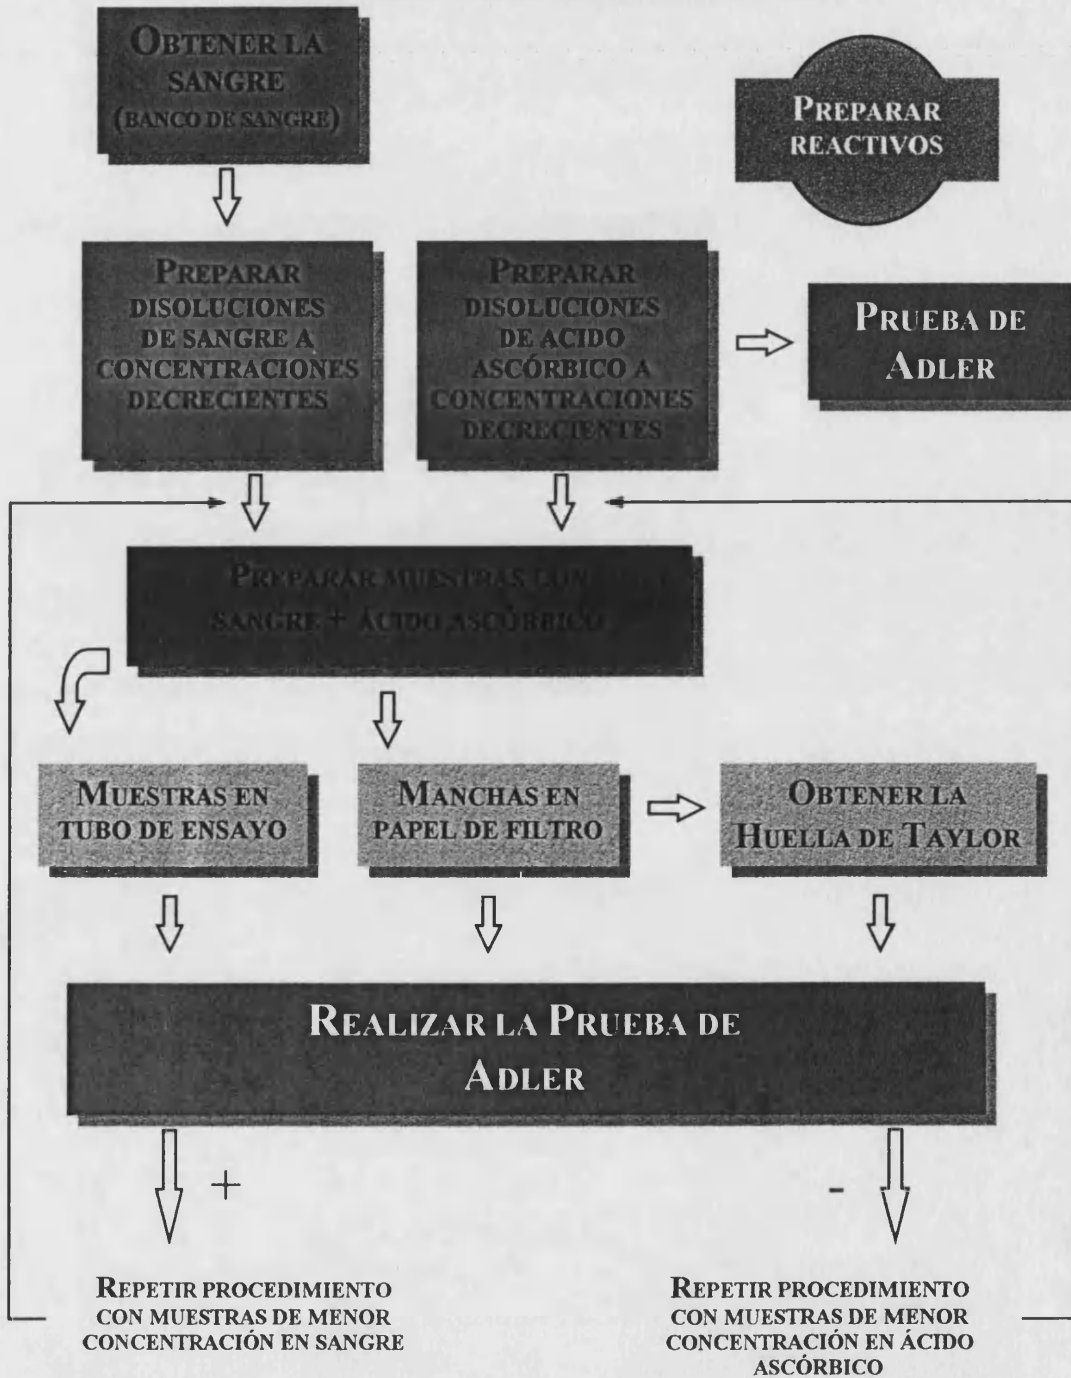 OBTENER LA
SANGRE
(BANCO DE SANGRE)
PREPARAR
REACTIVOS
PREPARAR
DISOLUCIONES
DE SANGRE A
CONCENTRACIONES
DECRECIENTES
PREPARAR
DISOLUCIONES
DE ACIDO
ASCÓRBICO A
CONCENTRACIONES
DECRECIENTES
PRUEBA DE
ADLER
PREPARAR MUESTRAS CON
SANGRE + ÁCIDO ASCÓRBICO
MUESTRAS EN
TUBO DE ENSAYO
MANCHAS EN
PAPEL DE FILTRO
OBTENER LA
HUELLA DE TAYLOR
REALIZAR LA PRUEBA DE
ADLER
+
-
REPETIR PROCEDIMIENTO
CON MUESTRAS DE MENOR
CONCENTRACIÓN EN SANGRE
REPETIR PROCEDIMIENTO
CON MUESTRAS DE MENOR
CONCENTRACIÓN EN ÁCIDO
ASCÓRBICO